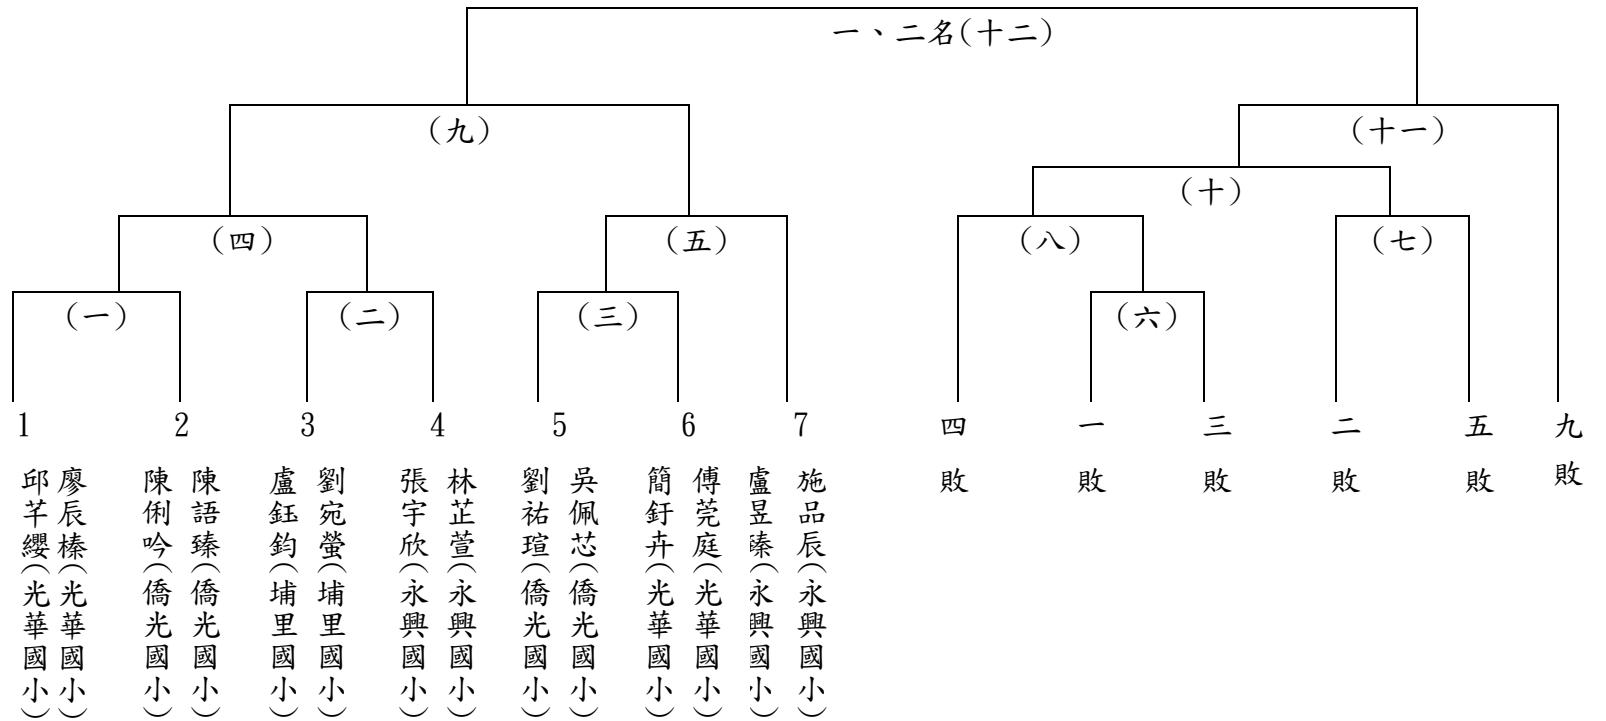 一、二名(十二)
(九)
(十一)
(十)
(四)
(五)
(八)
(七)
(一)
(二)
(三)
(六)
1
2
3
4
5
6
7
四敗
一敗
三敗
二敗
五敗
九敗
邱芊纓(光華國小)
廖辰榛(光華國小)
陳俐吟(僑光國小)
陳語臻(僑光國小)
盧鈺鈞(埔里國小)
劉宛螢(埔里國小)
張宇欣(永興國小)
林芷萱(永興國小)
劉祐瑄(僑光國小)
吳佩芯(僑光國小)
簡釪卉(光華國小)
傅莞庭(光華國小)
盧昱臻(永興國小)
施品辰(永興國小)